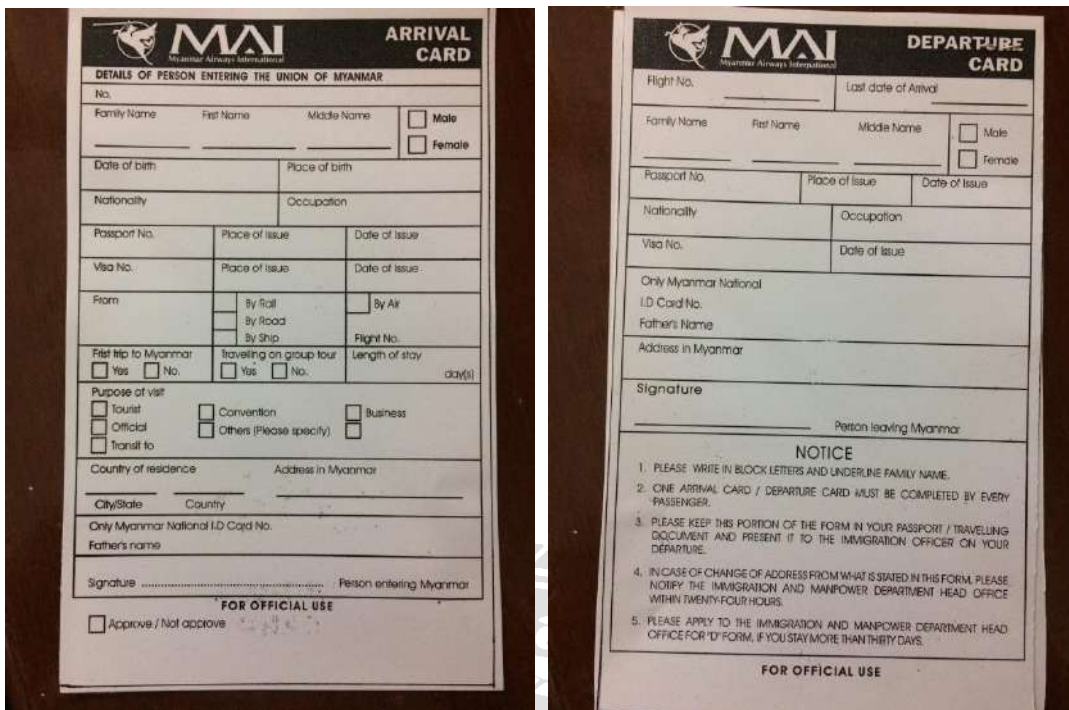 MAI
Myanmar Airways International
ARRIVAL
CARD
DETAILS OF PERSON ENTERING THE UNION OF MYANMAR
No.
Family Name First Name Middle Name
Male
Female
Date of birth Place of birth
Nationality Occupation
Passport No. Place of Issue Date of Issue
Visa No. Place of Issue Date of Issue
From By Rail By Air
By Road
By Ship Flight No.
Frist trip to Myanmar Travelling on group tour Length of stay
Yes No. Yes No. day(s)
Purpose of visit
Tourist Convention Business
Official Others (Please specify)
Transit to
Country of residence Address in Myanmar
City/State Country
Only Myanmar National I.D Card No.
Father's name
Signature ................................................ Person entering Myanmar
FOR OFFICIAL USE
Approve / Not approve
MAI
Myanmar Airways International
DEPARTURE
CARD
Flight No. Last date of Arrival
Family Name First Name Middle Name
Male
Female
Passport No. Place of Issue Date of Issue
Nationality Occupation
Visa No. Date of Issue
Only Myanmar National
I.D Card No.
Father's Name
Address in Myanmar
Signature
Person leaving Myanmar
NOTICE
1. PLEASE WRITE IN BLOCK LETTERS AND UNDERLINE FAMILY NAME.
2. ONE ARRIVAL CARD / DEPARTURE CARD MUST BE COMPLETED BY EVERY
PASSENGER.
3. PLEASE KEEP THIS PORTION OF THE FORM IN YOUR PASSPORT / TRAVELLING
DOCUMENT AND PRESENT IT TO THE IMMIGRATION OFFICER ON YOUR
DEPARTURE.
4. IN CASE OF CHANGE OF ADDRESS FROM WHAT IS STATED IN THIS FORM, PLEASE
NOTIFY THE IMMIGRATION AND MANPOWER DEPARTMENT HEAD OFFICE
WITHIN TWENTY-FOUR HOURS.
5. PLEASE APPLY TO THE IMMIGRATION AND MANPOWER DEPARTMENT HEAD
OFFICE FOR "D" FORM, IF YOU STAY MORE THAN THIRTY DAYS.
FOR OFFICIAL USE